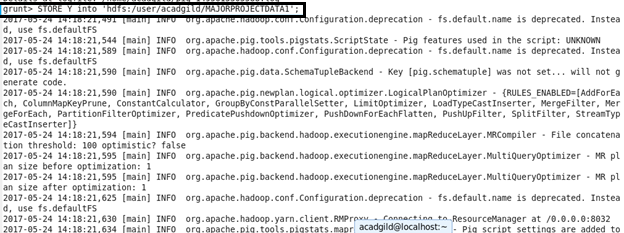 grunt> STORE Y into 'hdfs:/user/acadgild/MAJORPROJECTDATA1';
2017-05-24 14:18:21,491 [main] INFO  org.apache.hadoop.conf.Configuration.deprecation - fs.default.name is deprecated. Instea
d, use fs.defaultFS
2017-05-24 14:18:21,544 [main] INFO  org.apache.pig.tools.pigstats.ScriptState - Pig features used in the script: UNKNOWN
2017-05-24 14:18:21,589 [main] INFO  org.apache.hadoop.conf.Configuration.deprecation - fs.default.name is deprecated. Instea
d, use fs.defaultFS
2017-05-24 14:18:21,590 [main] INFO  org.apache.pig.data.SchemaTupleBackend - Key [pig.schematuple] was not set... will not g
enerate code.
2017-05-24 14:18:21,590 [main] INFO  org.apache.pig.newplan.logical.optimizer.LogicalPlanOptimizer - {RULES_ENABLED=[AddForEa
ch, ColumnMapKeyPrune, ConstantCalculator, GroupByConstParallelSetter, LimitOptimizer, LoadTypeCastInserter, MergeFilter, Mer
geForEach, PartitionFilterOptimizer, PredicatePushdownOptimizer, PushDownForEachFlatten, PushUpFilter, SplitFilter, StreamTyp
eCastInserter]}
2017-05-24 14:18:21,594 [main] INFO  org.apache.pig.backend.hadoop.executionengine.mapReduceLayer.MRCompiler - File concatena
tion threshold: 100 optimistic? false
2017-05-24 14:18:21,595 [main] INFO  org.apache.pig.backend.hadoop.executionengine.mapReduceLayer.MultiQueryOptimizer - MR pl
an size before optimization: 1
2017-05-24 14:18:21,595 [main] INFO  org.apache.pig.backend.hadoop.executionengine.mapReduceLayer.MultiQueryOptimizer - MR pl
an size after optimization: 1
2017-05-24 14:18:21,625 [main] INFO  org.apache.hadoop.conf.Configuration.deprecation - fs.default.name is deprecated. Instea
d, use fs.defaultFS
2017-05-24 14:18:21,630 [main] INFO  org.apache.hadoop.yarn.client.RMProxy - Connecting to ResourceManager at /0.0.0.0:8032
2017-05-24 14:18:21,634 [main] INFO  org.apache.pig.tools.pigstats.mapr - Pig script settings are added to
acadgild@localhost:~